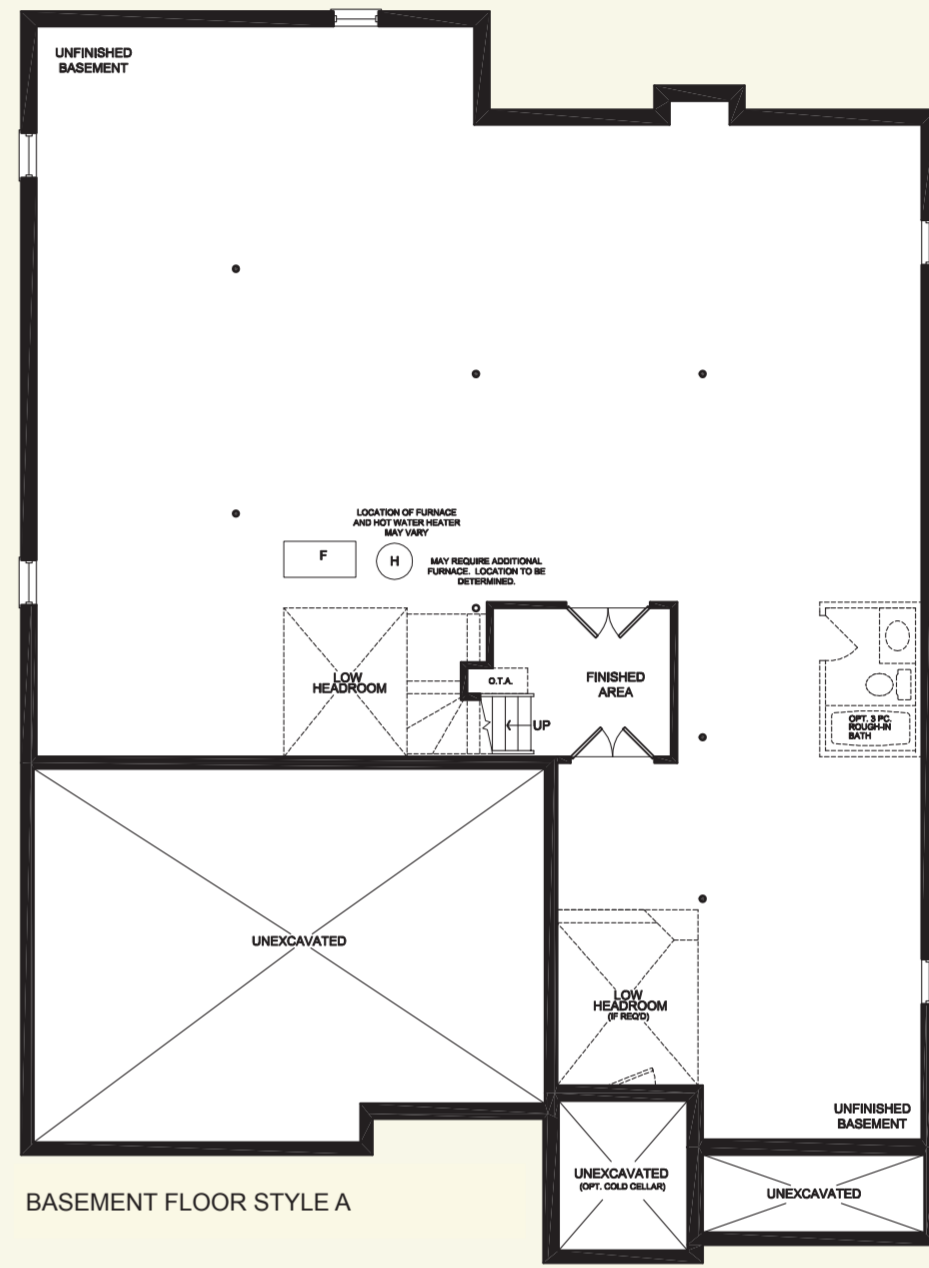 UNFINISHED
BASEMENT
LOCATION OF FURNACE
AND HOT WATER HEATER
MAY VARY
F
H
MAY REQUIRE ADDITIONAL
FURNACE. LOCATION TO BE
DETERMINED.
LOW
HEADROOM
O.T.A.
FINISHED
AREA
UP
OPT. 3 PC.
ROUGH-IN
BATH
UNEXCAVATED
LOW
HEADROOM
(IF REQ'D)
UNFINISHED
BASEMENT
UNEXCAVATED
(OPT. COLD CELLAR)
UNEXCAVATED
BASEMENT FLOOR STYLE A